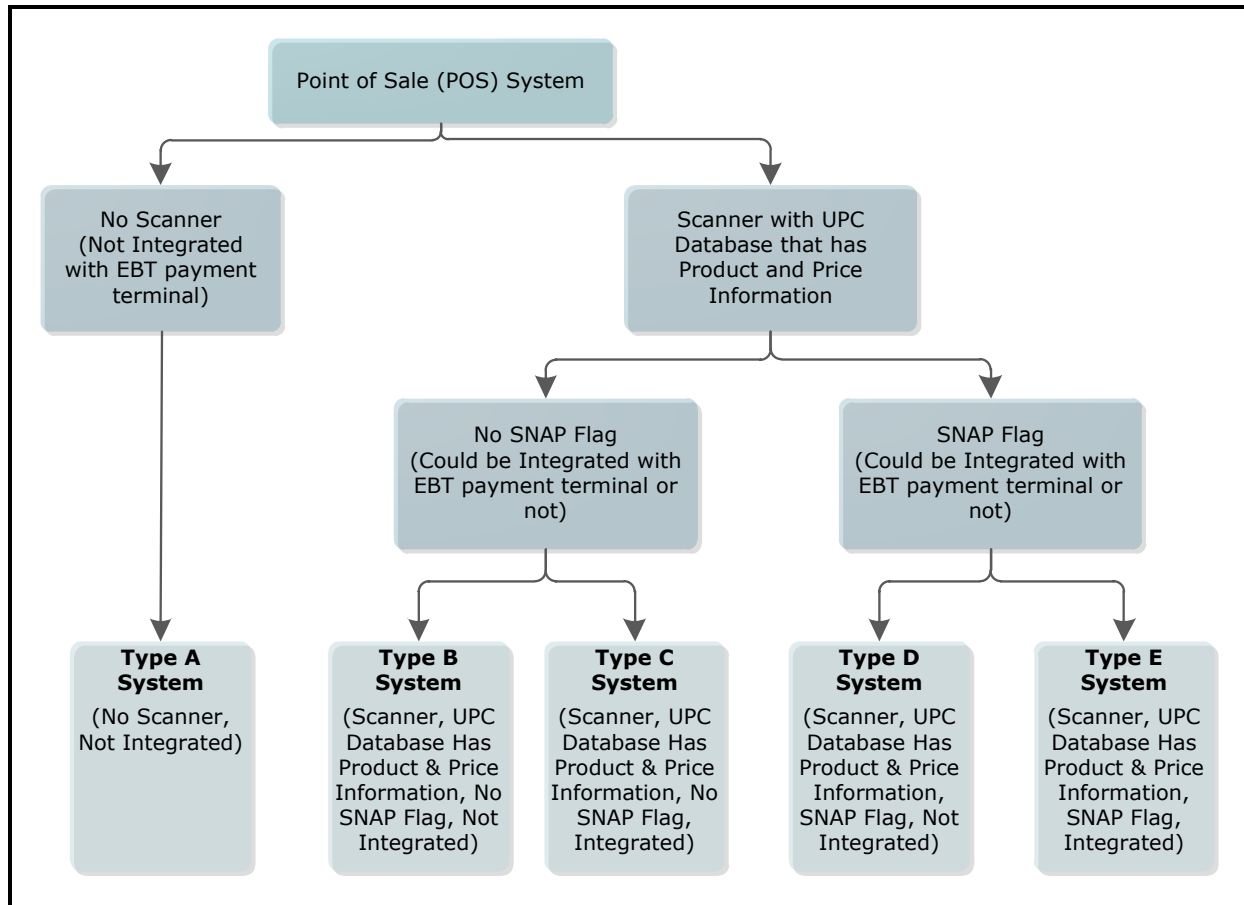 Point of Sale (POS) System
No Scanner
(Not Integrated
with EBT payment
terminal)
Scanner with UPC
Database that has
Product and Price
Information
No SNAP Flag
(Could be Integrated with
EBT payment terminal or
not)
SNAP Flag
(Could be Integrated with
EBT payment terminal or
not)
Type A
System
(No Scanner,
Not Integrated)
Type B
System
(Scanner, UPC
Database Has
Product & Price
Information, No
SNAP Flag, Not
Integrated)
Type C
System
(Scanner, UPC
Database Has
Product & Price
Information, No
SNAP Flag,
Integrated)
Type D
System
(Scanner, UPC
Database Has
Product & Price
Information,
SNAP Flag, Not
Integrated)
Type E
System
(Scanner, UPC
Database Has
Product & Price
Information,
SNAP Flag,
Integrated)